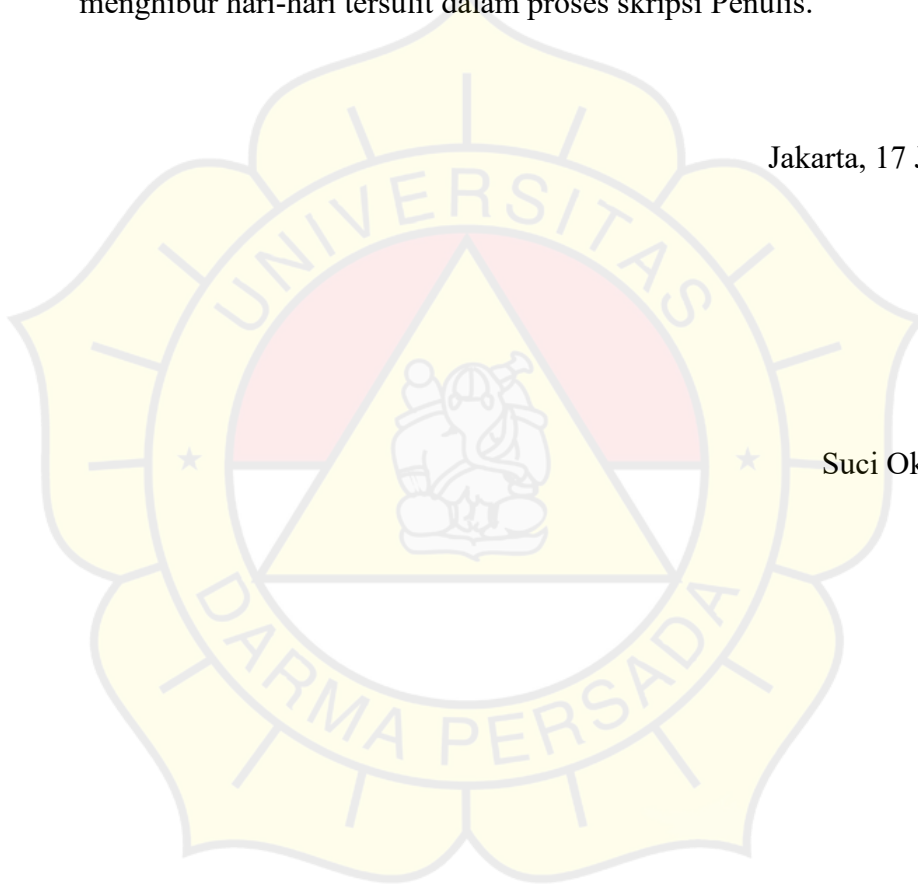 menghibur hari-hari tersulit dalam proses skripsi Penulis.
Jakarta, 17
Suci
UNIVERSITAS
DARMA PERSADA